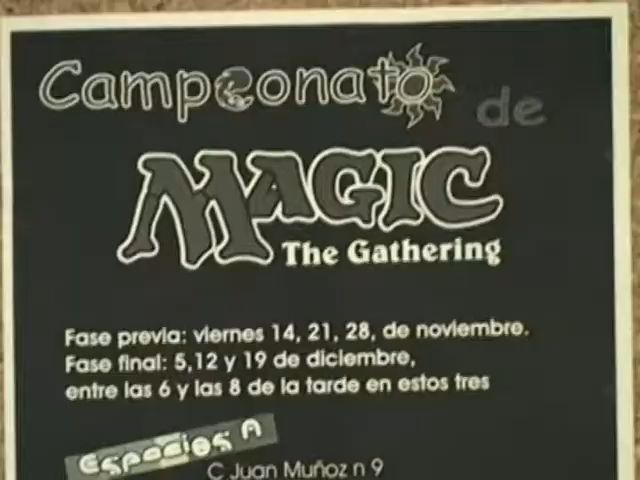 Campeonato de
MAGIC
The Gathering
Fase previa: viernes 14, 21, 28, de noviembre.
Fase final: 5,12 y 19 de diciembre,
entre las 6 y las 8 de la tarde en estos tres
Espacios A
C Juan Muñoz n 9